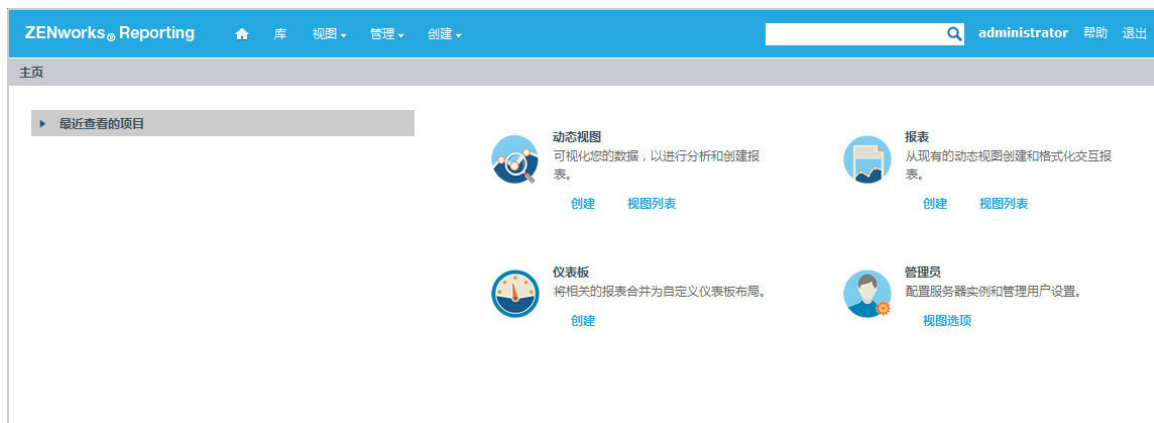 ZENworks® Reporting 库 视图 管理 创建 administrator 帮助 退出
主页
最近查看的项目
动态视图
可视化您的数据，以进行分析和创建报
表。
创建 视图列表
报表
从现有的动态视图创建和格式化交互报
表。
创建 视图列表
仪表板
将相关的报表合并为自定义仪表板布局。
创建
管理员
配置服务器实例和管理用户设置。
视图选项